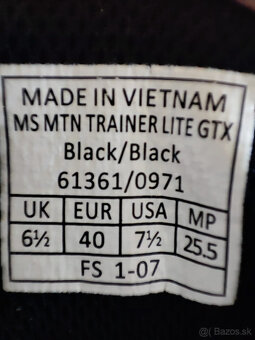 MADE IN VIETNAM
MS MTN TRAINER LITE GTX
Black/Black
61361/0971
UK EUR USA MP
6½ 40 7½ 25.5
FS 1-07
Bazos.sk